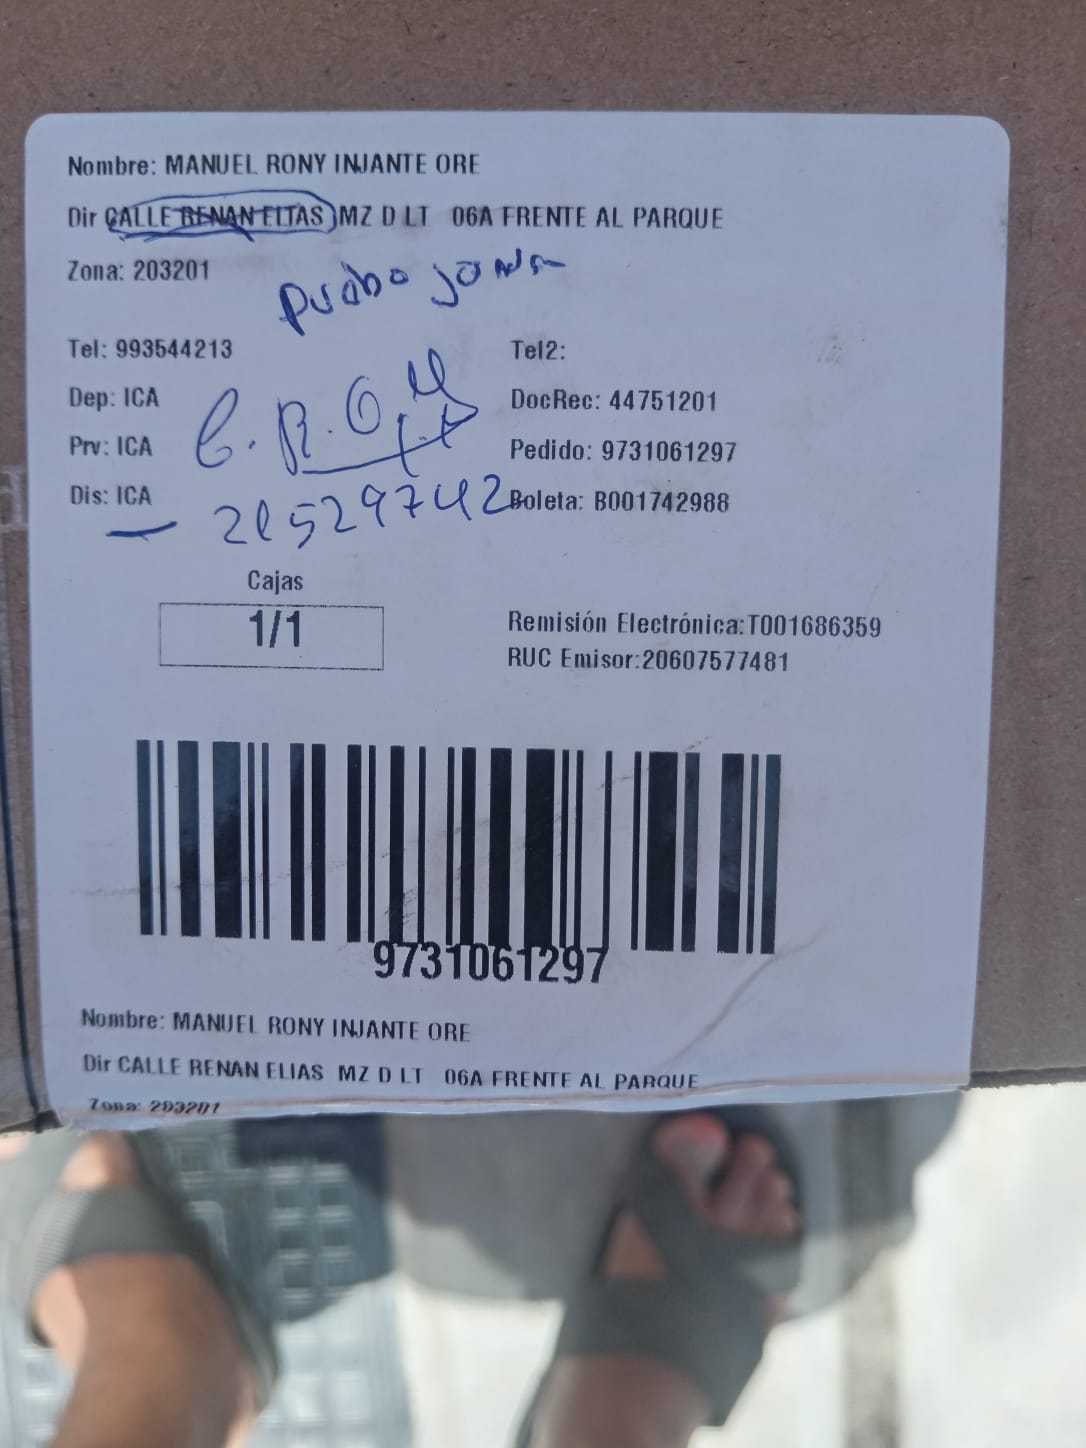 Nombre: MANUEL RONY INJANTE ORE
Dir CALLE RENAN ELIAS MZ D LT 06A FRENTE AL PARQUE
Zona: 203201
Tel: 993544213
Tel2:
Dep: ICA
DocRec: 44751201
Prv: ICA
Pedido: 9731061297
Dis: ICA
21529742
Boleta: B001742988
Cajas
1/1
Remisión Electrónica:T001686359
RUC Emisor:20607577481
9731061297
Nombre: MANUEL RONY INJANTE ORE
Dir CALLE RENAN ELIAS MZ D LT 06A FRENTE AL PARQUE
Zona: 203201